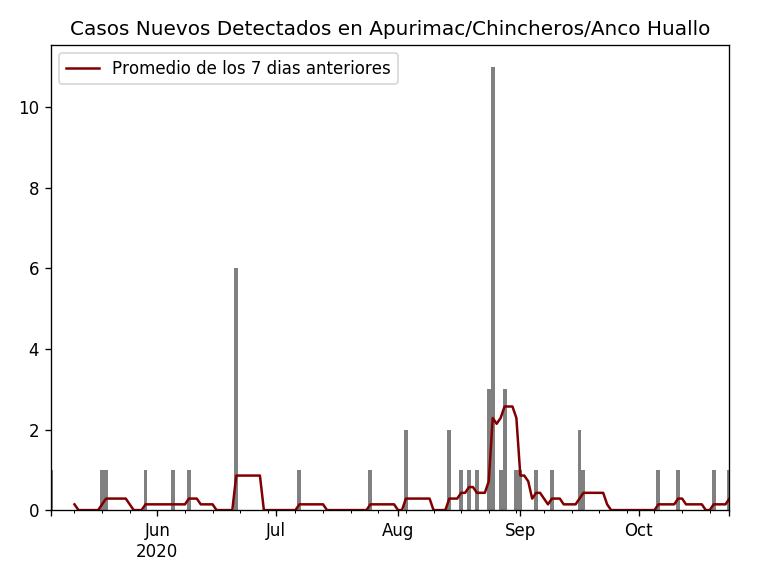 Casos Nuevos Detectados en Apurimac/Chincheros/Anco Huallo
Promedio de los 7 dias anteriores
10
8
6
4
2
0
Jun Jul Aug Sep Oct
2020